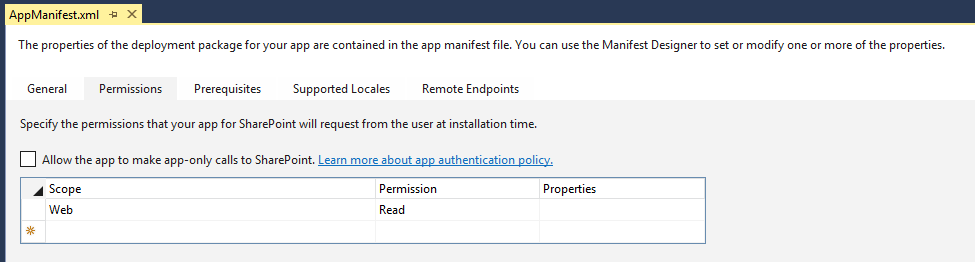 AppManifest.xml
The properties of the deployment package for your app are contained in the app manifest file. You can use the Manifest Designer to set or modify one or more of the properties.
General Permissions Prerequisites Supported Locales Remote Endpoints
Specify the permissions that your app for SharePoint will request from the user at installation time.
Allow the app to make app-only calls to SharePoint. Learn more about app authentication policy.
Scope Permission Properties
Web Read